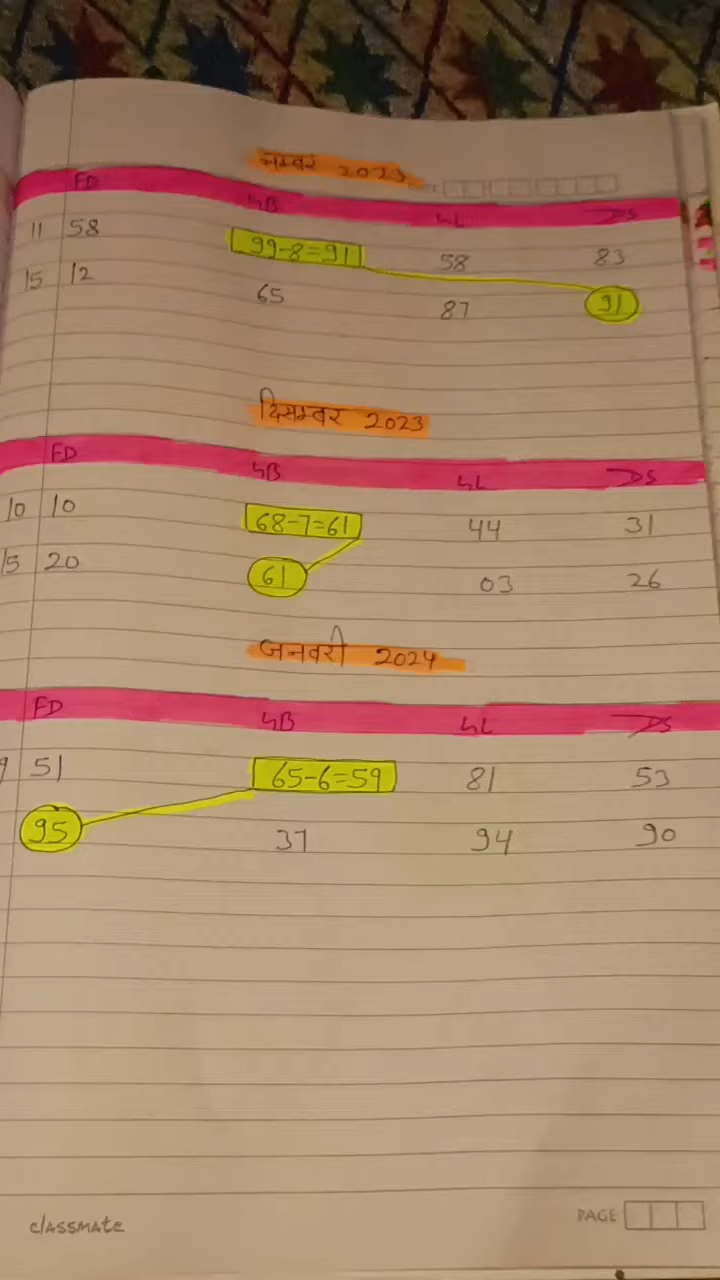 नम्बर 2023
FD GB GL DS
11 58 99-8=91 58 83
15 12 65 87 91
दिसम्बर 2023
FD GB GL DS
10 10 68-7=61 44 31
15 20 61 03 26
जनवरी 2024
FD GB GL DS
9 51 65-6=59 81 53
95 37 94 90
classmate
PAGE